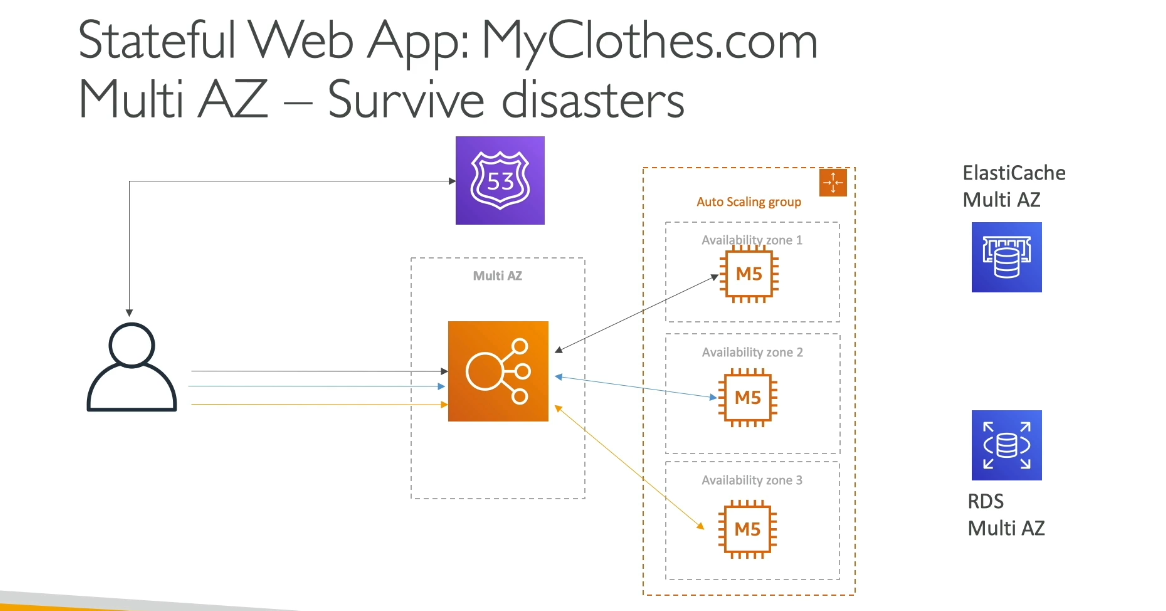 Stateful Web App: MyClothes.com
Multi AZ – Survive disasters
53
ElastiCache
Multi AZ
Auto Scaling group
Availability zone 1
M5
Multi AZ
Availability zone 2
M5
Availability zone 3
M5
RDS
Multi AZ